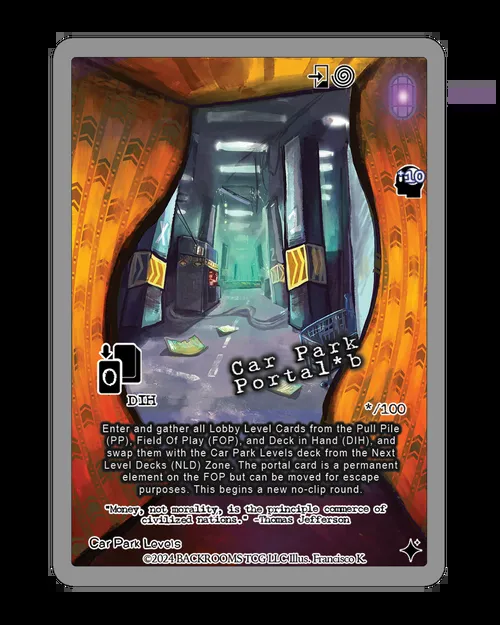 ±10
Car Park
Portal*b
0
DIH
*/100
Enter and gather all Lobby Level Cards from the Pull Pile
(PP), Field Of Play (FOP), and Deck in Hand (DIH), and
swap them with the Car Park Levels deck from the Next
Level Decks (NLD) Zone. The portal card is a permanent
element on the FOP but can be moved for escape
purposes. This begins a new no-clip round.
"Money, not morality, is the principle commerce of
civilized nations." -Thomas Jefferson
Car Park Levels
©2024 BACKROOMS TCG LLC Illus. Francisco K.